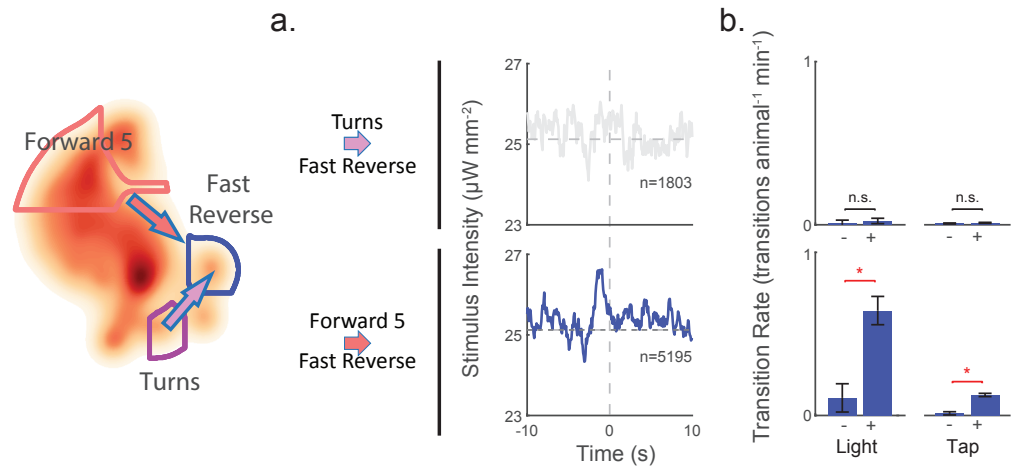 a.
b.
Forward 5
Fast
Reverse
Turns
Turns
Fast Reverse
Forward 5
Fast Reverse
Stimulus Intensity (µW mm-2)
27
25
23
n=1803
27
25
23
n=5195
-10
0
10
Time (s)
Transition Rate (transitions animal-1 min-1)
1
0
n.s.
n.s.
-
+
-
+
1
0
*
*
-
+
-
+
Light
Tap